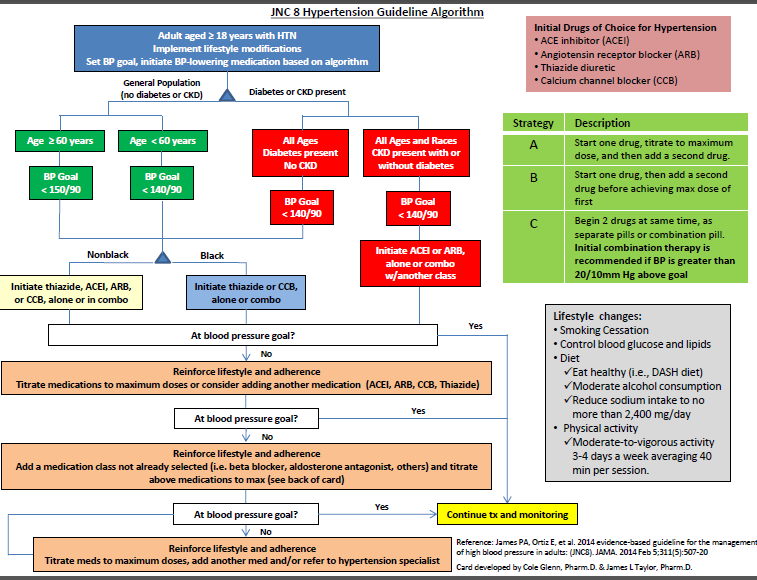 JNC 8 Hypertension Guideline Algorithm
Adult aged ≥ 18 years with HTN
Implement lifestyle modifications
Set BP goal, initiate BP-lowering medication based on algorithm
General Population
(no diabetes or CKD)
Diabetes or CKD present
Age ≥ 60 years
Age < 60 years
All Ages
Diabetes present
No CKD
All Ages and Races
CKD present with or
without diabetes
BP Goal
< 150/90
BP Goal
< 140/90
BP Goal
< 140/90
BP Goal
< 140/90
Nonblack
Black
Initiate thiazide, ACEI, ARB,
or CCB, alone or in combo
Initiate thiazide or CCB,
alone or combo
Initiate ACEI or ARB,
alone or combo
w/another class
At blood pressure goal?
Yes
No
Reinforce lifestyle and adherence
Titrate medications to maximum doses or consider adding another medication (ACEI, ARB, CCB, Thiazide)
At blood pressure goal?
Yes
No
Reinforce lifestyle and adherence
Add a medication class not already selected (i.e. beta blocker, aldosterone antagonist, others) and titrate
above medications to max (see back of card)
At blood pressure goal?
Yes
Continue tx and monitoring
No
Reinforce lifestyle and adherence
Titrate meds to maximum doses, add another med and/or refer to hypertension specialist
Initial Drugs of Choice for Hypertension
• ACE inhibitor (ACEI)
• Angiotensin receptor blocker (ARB)
• Thiazide diuretic
• Calcium channel blocker (CCB)
Strategy Description
A Start one drug, titrate to maximum
dose, and then add a second drug.
B Start one drug, then add a second
drug before achieving max dose of
first
C Begin 2 drugs at same time, as
separate pills or combination pill.
Initial combination therapy is
recommended if BP is greater than
20/10mm Hg above goal
Lifestyle changes:
• Smoking Cessation
• Control blood glucose and lipids
• Diet
✓Eat healthy (i.e., DASH diet)
✓Moderate alcohol consumption
✓Reduce sodium intake to no
more than 2,400 mg/day
• Physical activity
✓Moderate-to-vigorous activity
3-4 days a week averaging 40
min per session.
Reference: James PA, Ortiz E, et al. 2014 evidence-based guideline for the management
of high blood pressure in adults: (JNC8). JAMA. 2014 Feb 5;311(5):507-20
Card developed by Cole Glenn, Pharm.D. & James L Taylor, Pharm.D.